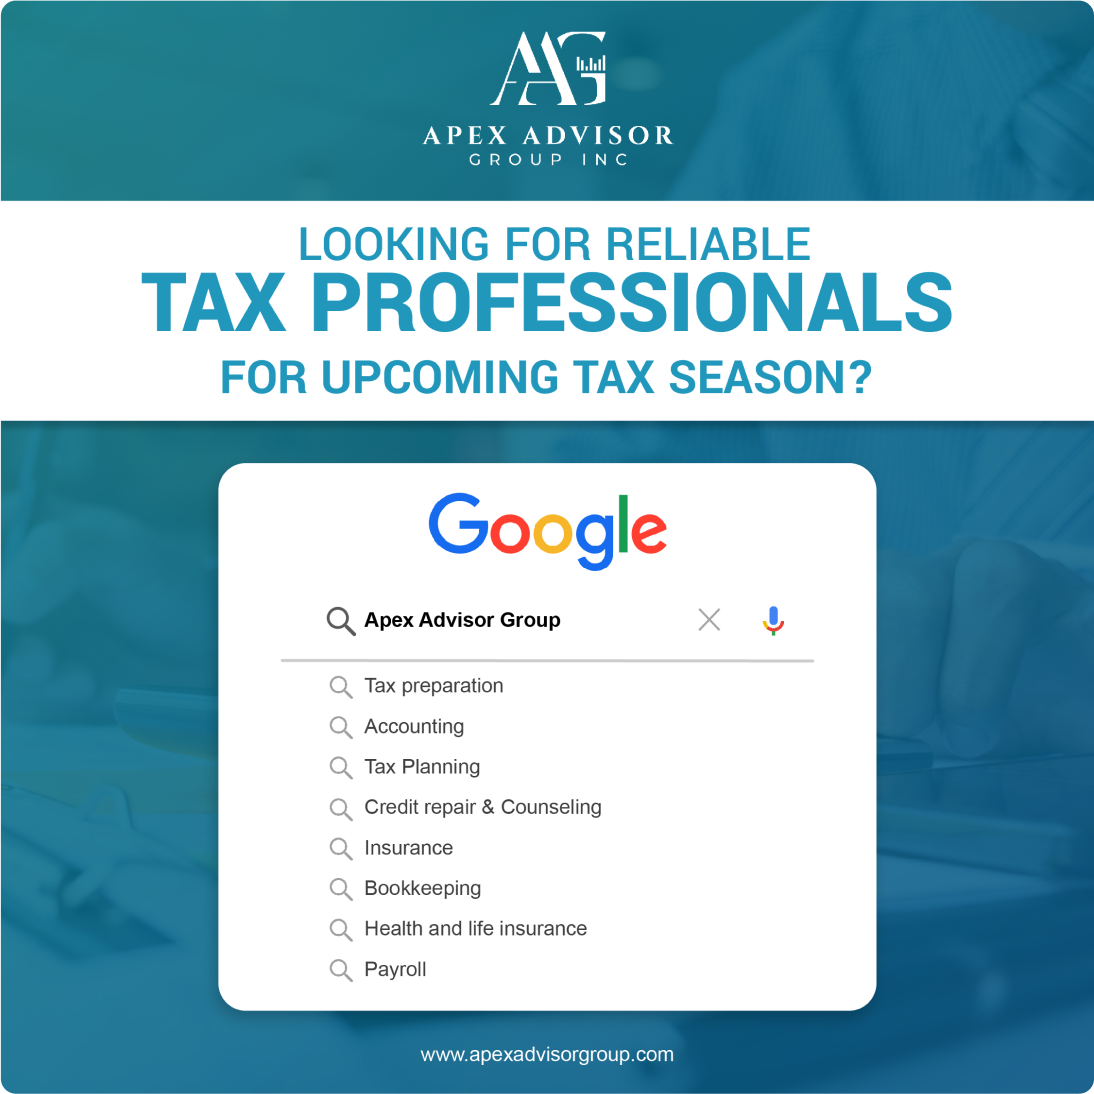 AAG
APEX ADVISOR
GROUP INC
LOOKING FOR RELIABLE
TAX PROFESSIONALS
FOR UPCOMING TAX SEASON?
Google
Apex Advisor Group
Tax preparation
Accounting
Tax Planning
Credit repair & Counseling
Insurance
Bookkeeping
Health and life insurance
Payroll
www.apexadvisorgroup.com